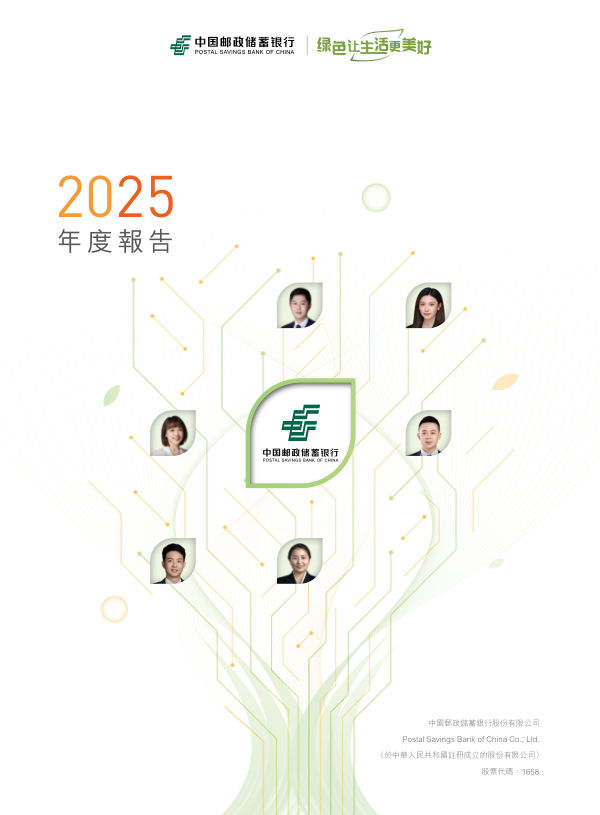 中国邮政储蓄银行
POSTAL SAVINGS BANK OF CHINA
绿色让生活更美好
2025
年度報告
中国邮政储蓄银行
POSTAL SAVINGS BANK OF CHINA
中國郵政儲蓄銀行股份有限公司
Postal Savings Bank of China Co., Ltd.
（於中華人民共和國註冊成立的股份有限公司）
股票代碼：1658